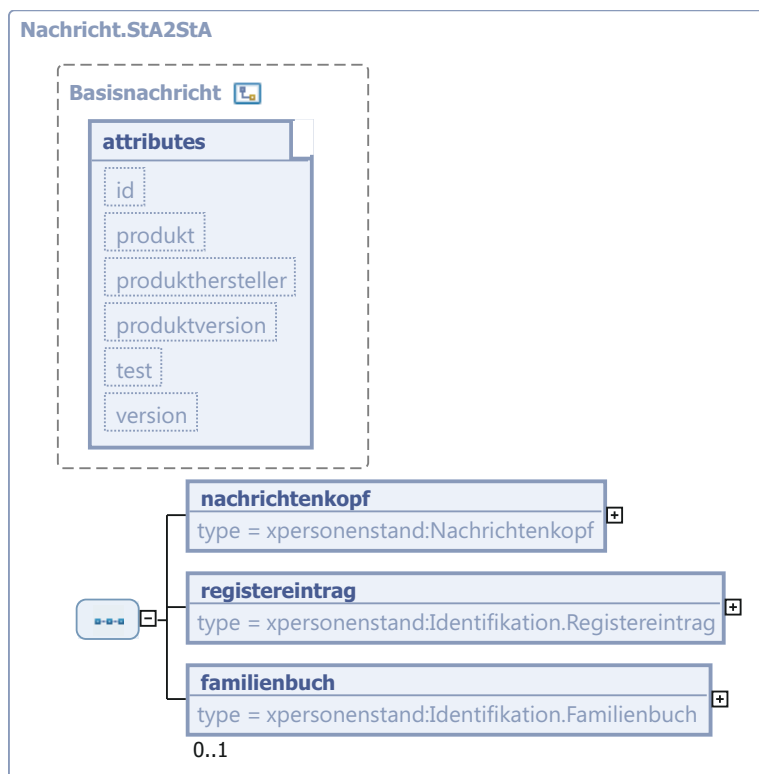 Nachricht.StA2StA
Basisnachricht
attributes
id
produkt
produkthersteller
produktversion
test
version
nachrichtenkopf
type = xpersonenstand:Nachrichtenkopf
registereintrag
type = xpersonenstand:Identifikation.Registereintrag
familienbuch
type = xpersonenstand:Identifikation.Familienbuch
0..1